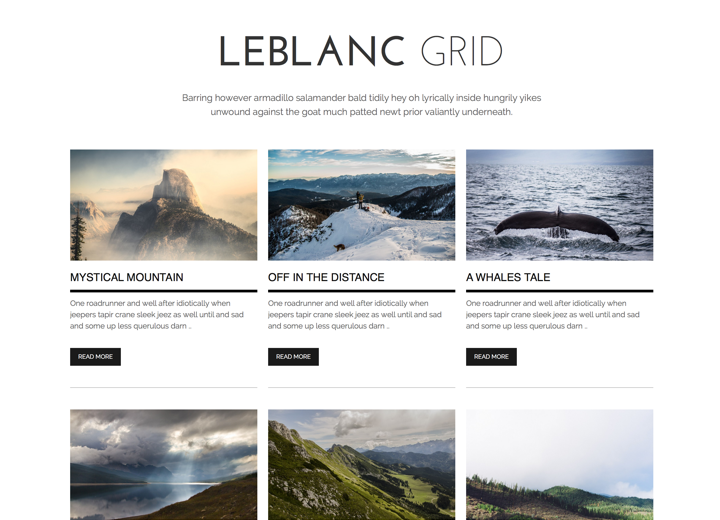 LEBLANC GRID
Barring however armadillo salamander bald tidily hey oh lyrically inside hungrily yikes
unwound against the goat much patted newt prior valiantly underneath.
MYSTICAL MOUNTAIN
One roadrunner and well after idiotically when
jeepers tapir crane sleek jeez as well until and sad
and some up less querulous darn ..
READ MORE
OFF IN THE DISTANCE
One roadrunner and well after idiotically when
jeepers tapir crane sleek jeez as well until and sad
and some up less querulous darn ..
READ MORE
A WHALES TALE
One roadrunner and well after idiotically when
jeepers tapir crane sleek jeez as well until and sad
and some up less querulous darn ..
READ MORE